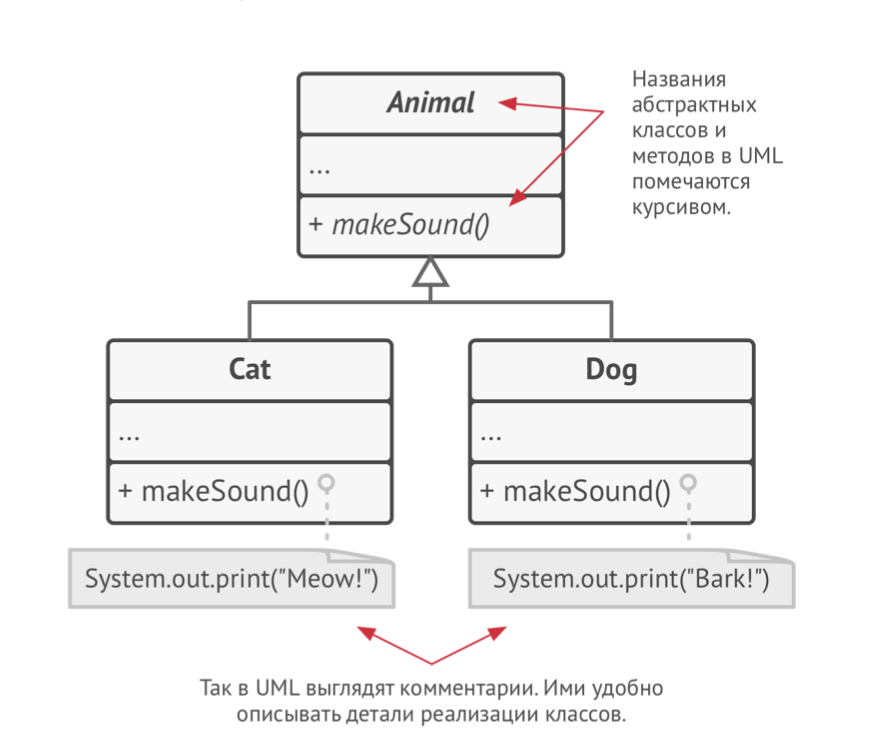 Animal
...
+ makeSound()
Названия
абстрактных
классов и
методов в UML
помечаются
курсивом.
Cat
...
+ makeSound()
System.out.print("Meow!")
Dog
...
+ makeSound()
System.out.print("Bark!")
Так в UML выглядят комментарии. Ими удобно
описывать детали реализации классов.